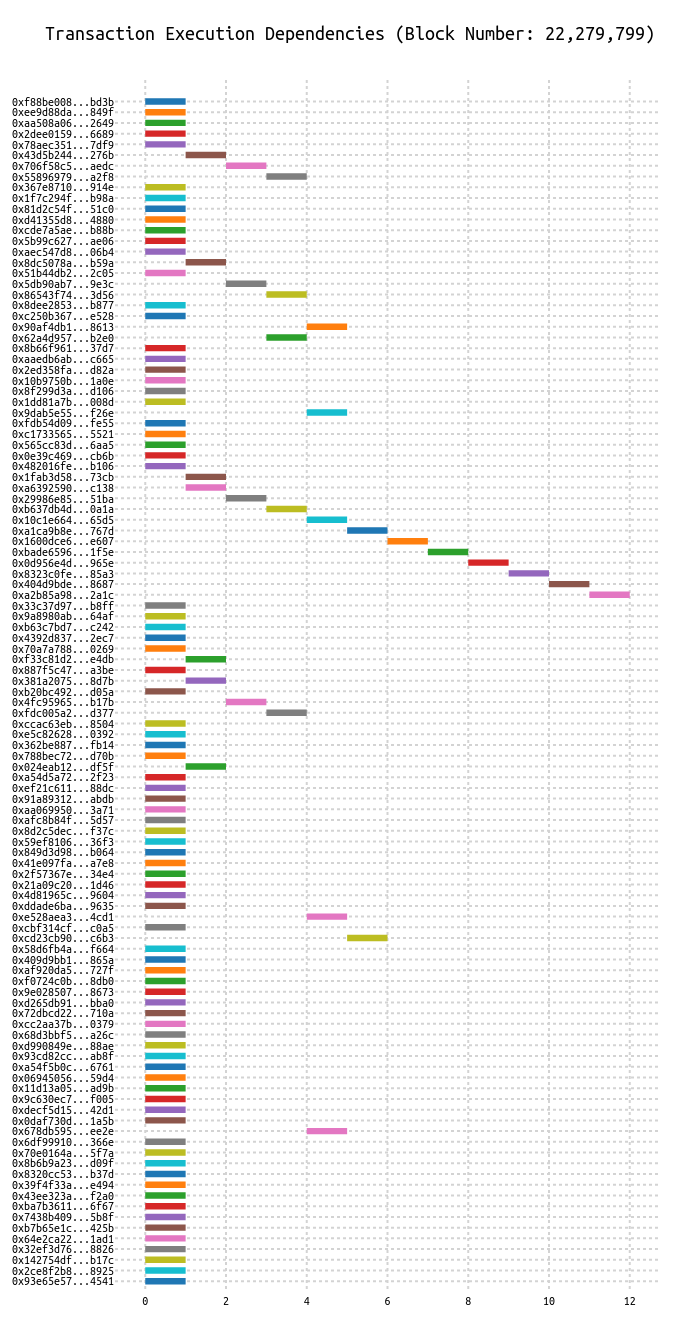 Transaction Execution Dependencies (Block Number: 22,279,799)
0xf88be008...bd3b
0xee9d88da...849f
0xaa508a06...2649
0x2dee0159...6689
0x78aec351...7df9
0x43d5b244...276b
0x706f58c5...aedc
0x55896979...a2f8
0x367e8710...914e
0x1f7c294f...b98a
0x81d2c54f...51c0
0xd41355d8...4880
0xcde7a5ae...b88b
0x5b99c627...ae06
0xaec547d8...06b4
0x8dc5078a...b59a
0x51b44db2...2c05
0x5db90ab7...9e3c
0x86543f74...3d56
0x8dee2853...b877
0xc250b367...e528
0x90af4db1...8613
0x62a4d957...b2e0
0x8b66f961...37d7
0xaaedb6ab...c665
0x2ed358fa...d82a
0x10b9750b...1a0e
0x8f299d3a...d106
0x1dd81a7b...008d
0x9dab5e55...f26e
0xfdb54d09...fe55
0xc1733565...5521
0x565cc83d...6aa5
0x0e39c469...cb6b
0x482016fe...b106
0x1fab3d58...73cb
0xa6392590...c138
0x29986e85...51ba
0xb637db4d...0a1a
0x10c1e664...65d5
0xa1ca9b8e...767d
0x1600dce6...e607
0xbade6596...1f5e
0x0d956e4d...965e
0x8323c0fe...85a3
0x404d9bde...8687
0xa2b85a98...2a1c
0x33c37d97...b8ff
0x9a8980ab...64af
0xb63c7bd7...c242
0x4392d837...2ec7
0x70a7a788...0269
0xf33c81d2...e4db
0x887f5c47...a3be
0x381a2075...8d7b
0xb20bc492...d05a
0x4fc95965...b17b
0xfdc005a2...d377
0xccac63eb...8504
0xe5c82628...0392
0x362be887...fb14
0x788bec72...d70b
0x024eab12...df5f
0xa54d5a72...2f23
0xef21c611...88dc
0x91a89312...abdb
0xaa069950...3a71
0xafc8b84f...5d57
0x8d2c5dec...f37c
0x59ef8106...36f3
0x849d3d98...b064
0x41e097fa...a7e8
0x2f57367e...34e4
0x21a09c20...1d46
0x4d81965c...9604
0xddade6ba...9635
0xe528aea3...4cd1
0xcbf314cf...c0a5
0xcd23cb90...c6b3
0x58d6fb4a...f664
0x409d9bb1...865a
0xaf920da5...727f
0xf0724c0b...8db0
0x9e028507...8673
0xd265db91...bba0
0x72dbcd22...710a
0xcc2aa37b...0379
0x68d3bbf5...a26c
0xd990849e...88ae
0x93cd82cc...ab8f
0xa54f5b0c...6761
0x06945056...59d4
0x11d13a05...ad9b
0x9c630ec7...f005
0xdecf5d15...42d1
0x0daf730d...1a5b
0x678db595...ee2e
0x6df99910...366e
0x70e0164a...5f7a
0x8b6b9a23...d09f
0x8320cc53...b37d
0x39f4f33a...e494
0x43ee323a...f2a0
0xba7b3611...6f67
0x7438b409...5b8f
0xb7b65e1c...425b
0x64e2ca22...1ad1
0x32ef3d76...8826
0x142754df...b17c
0x2ce8f2b8...8925
0x93e65e57...4541
0 2 4 6 8 10 12